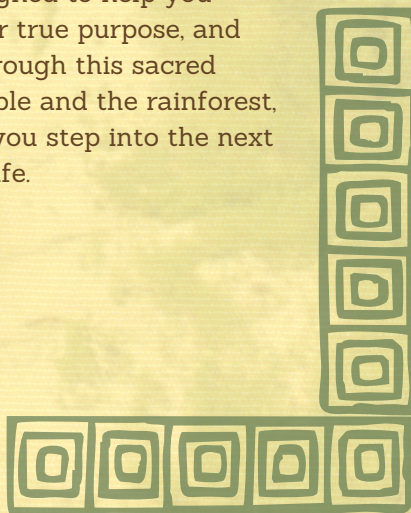 gned to help you
r true purpose, and
rough this sacred
ple and the rainforest,
you step into the next
fe.